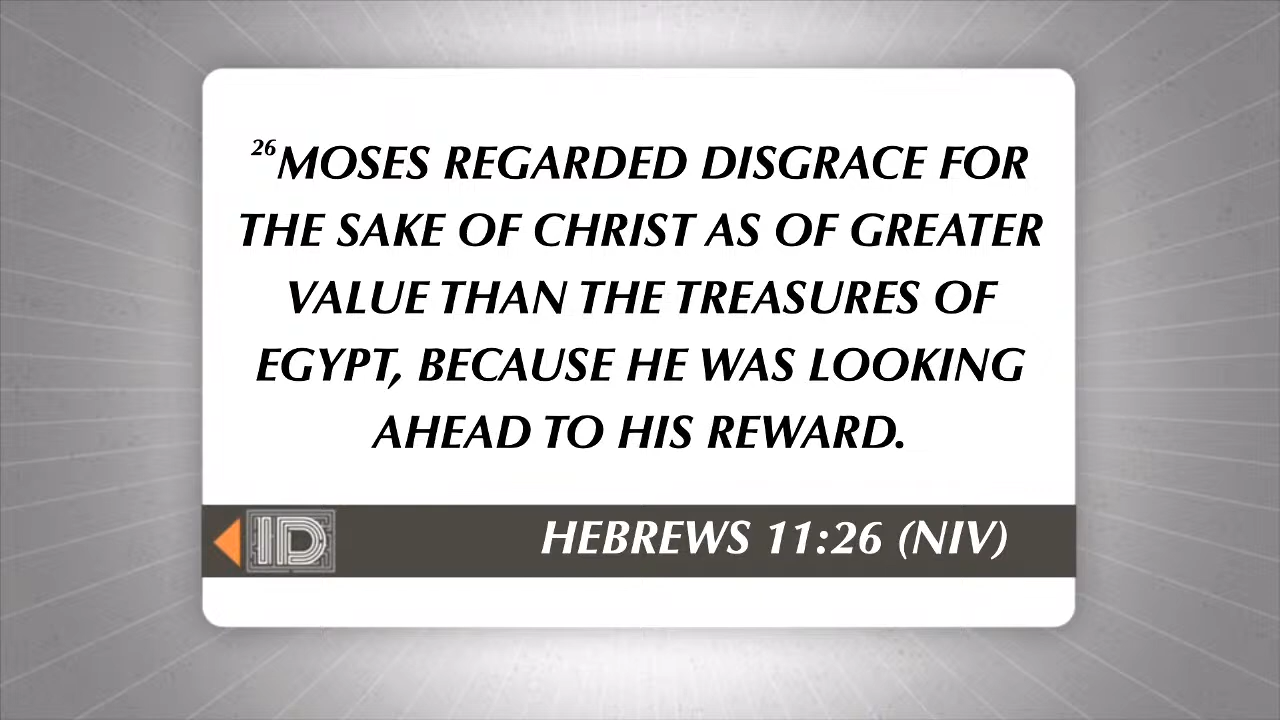 26MOSES REGARDED DISGRACE FOR
THE SAKE OF CHRIST AS OF GREATER
VALUE THAN THE TREASURES OF
EGYPT, BECAUSE HE WAS LOOKING
AHEAD TO HIS REWARD.
ID
HEBREWS 11:26 (NIV)